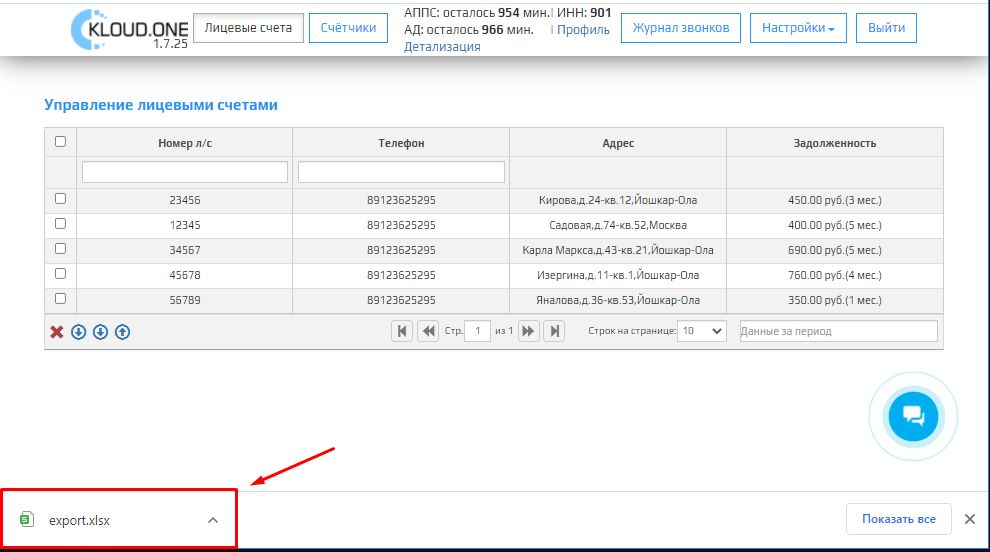 KLOUD.ONE
1.7.25
Лицевые счета
Счётчики
АППС: осталось 954 мин.
АД: осталось 966 мин.
Детализация
| ИНН: 901
| Профиль
Журнал звонков
Настройки
Выйти
Управление лицевыми счетами
Номер л/с Телефон Адрес Задолженность
23456 89123625295 Кирова,д.24-кв.12,Йошкар-Ола 450.00 руб.(3 мес.)
12345 89123625295 Садовая,д.74-кв.52,Москва 400.00 руб.(5 мес.)
34567 89123625295 Карла Маркса,д.43-кв.21,Йошкар-Ола 690.00 руб.(5 мес.)
45678 89123625295 Изергина,д.11-кв.1,Йошкар-Ола 760.00 руб.(4 мес.)
56789 89123625295 Яналова,д.36-кв.53,Йошкар-Ола 350.00 руб.(1 мес.)
Стр. 1 из 1 Строк на странице: 10 Данные за период
export.xlsx
Показать все